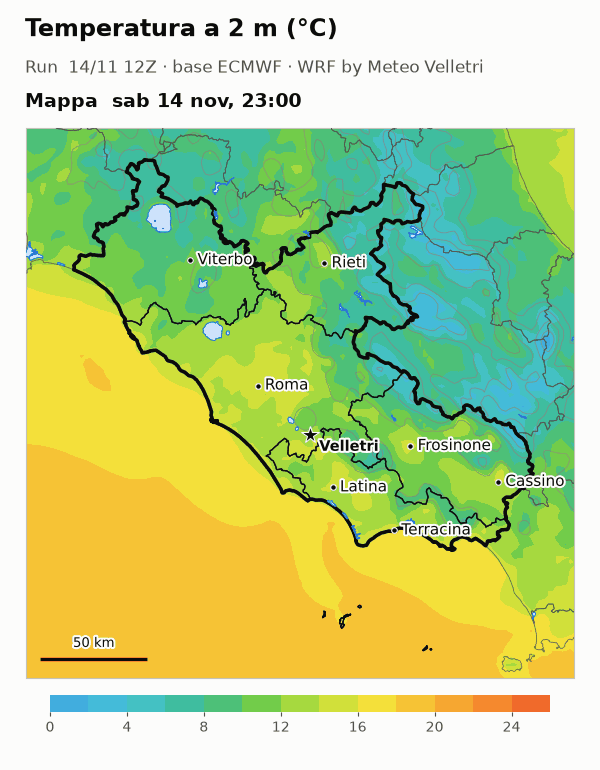 Temperatura a 2 m (°C)
Run  14/11 12Z · base ECMWF · WRF by Meteo Velletri
Mappa  sab 14 nov, 23:00
Viterbo
Rieti
Roma
Velletri
Frosinone
Latina
Cassino
Terracina
50 km
0 4 8 12 16 20 24